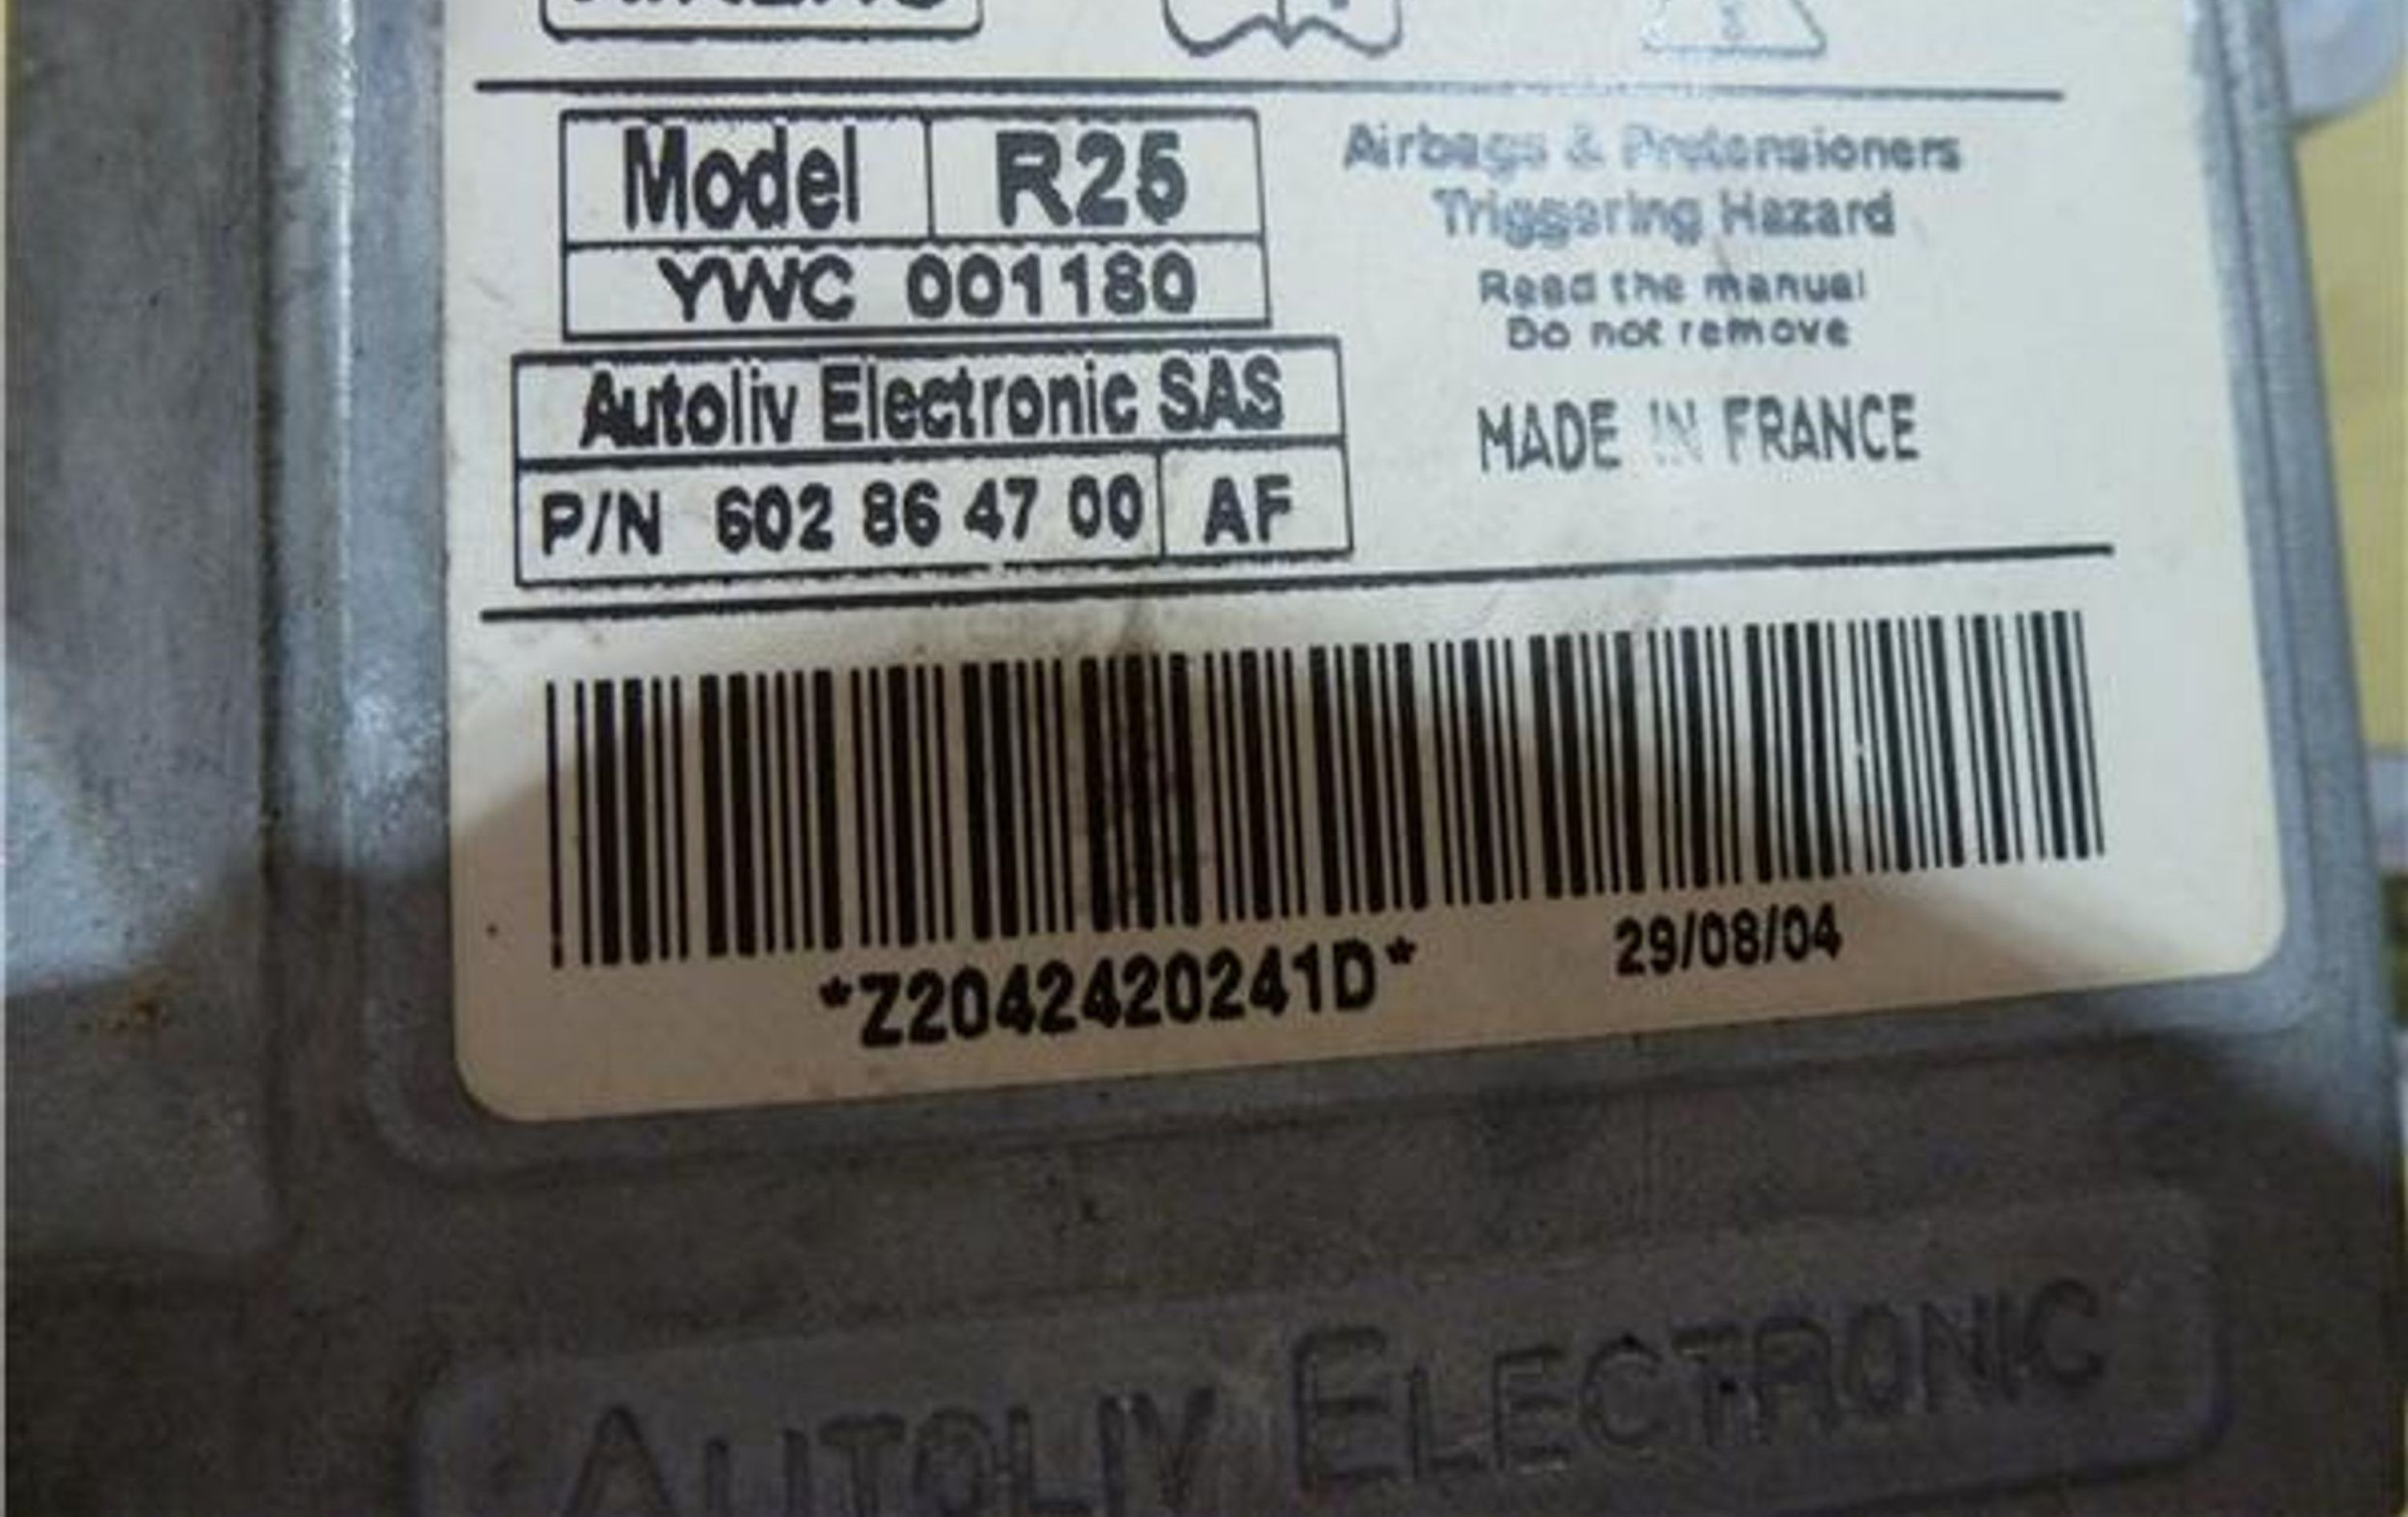 Model R25
YWC 001180
Autoliv Electronic SAS
P/N 602 86 47 00 AF
Airbags & Pretensioners
Triggering Hazard
Read the manual
Do not remove
MADE IN FRANCE
*Z2042420241D*
29/08/04
AUTOLIV ELECTRONIC